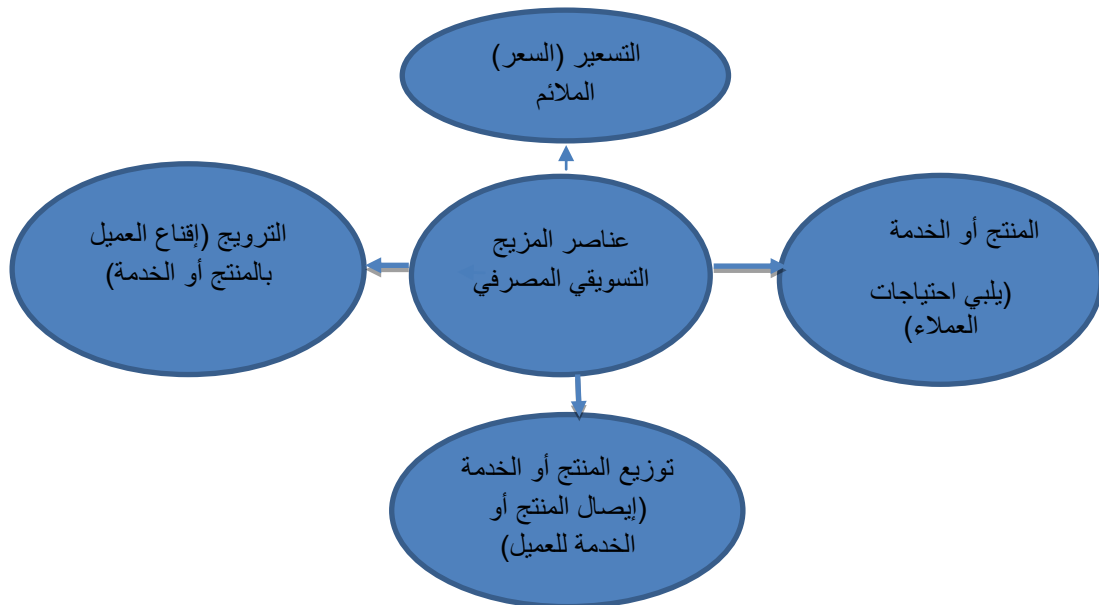 التسعير (السعر)
الملائم
المنتج أو الخدمة
(يلبي احتياجات
العملاء)
عناصر المزيج
التسويقي المصرفي
الترويج (إقناع العميل
بالمنتج أو الخدمة)
توزيع المنتج أو الخدمة
(إيصال المنتج أو
الخدمة للعميل)